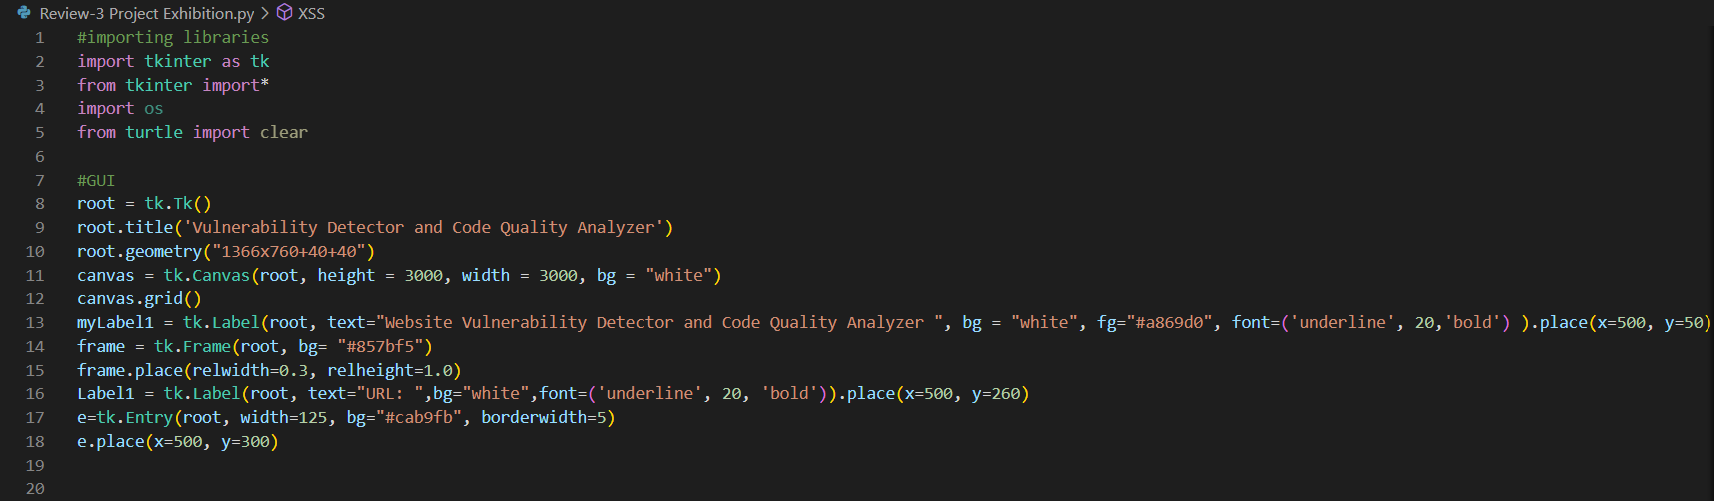 Review-3 Project Exhibition.py > XSS
1 #importing libraries
2 import tkinter as tk
3 from tkinter import*
4 import os
5 from turtle import clear
6
7 #GUI
8 root = tk.Tk()
9 root.title('Vulnerability Detector and Code Quality Analyzer')
10 root.geometry("1366x760+40+40")
11 canvas = tk.Canvas(root, height = 3000, width = 3000, bg = "white")
12 canvas.grid()
13 myLabel1 = tk.Label(root, text="Website Vulnerability Detector and Code Quality Analyzer ", bg = "white", fg="#a869d0", font=('underline', 20,'bold') ).place(x=500, y=50)
14 frame = tk.Frame(root, bg= "#857bf5")
15 frame.place(relwidth=0.3, relheight=1.0)
16 Label1 = tk.Label(root, text="URL: ",bg="white",font=('underline', 20, 'bold')).place(x=500, y=260)
17 e=tk.Entry(root, width=125, bg="#cab9fb", borderwidth=5)
18 e.place(x=500, y=300)
19
20